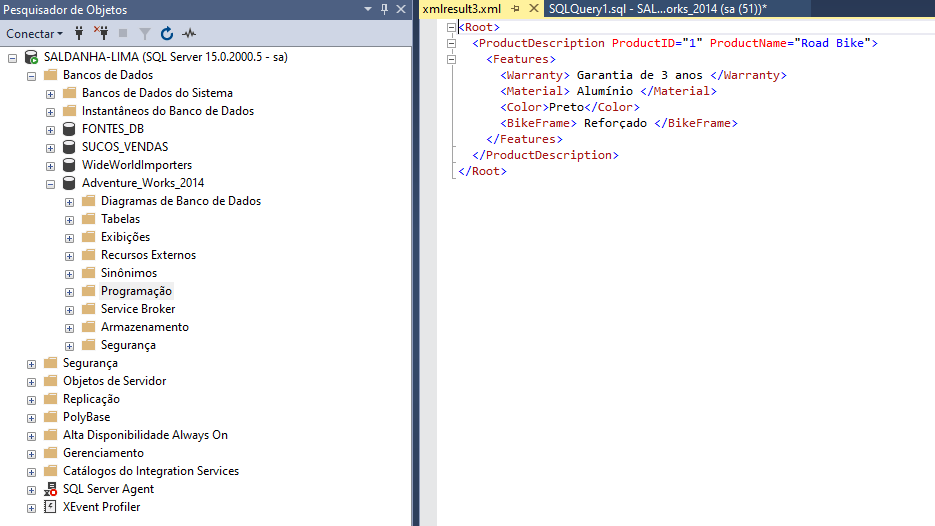 Pesquisador de Objetos
Conectar
SALDANHA-LIMA (SQL Server 15.0.2000.5 - sa)
Bancos de Dados
Bancos de Dados do Sistema
Instantâneos do Banco de Dados
FONTES_DB
SUCOS_VENDAS
WideWorldImporters
Adventure_Works_2014
Diagramas de Banco de Dados
Tabelas
Exibições
Recursos Externos
Sinônimos
Programação
Service Broker
Armazenamento
Segurança
Segurança
Objetos de Servidor
Replicação
PolyBase
Alta Disponibilidade Always On
Gerenciamento
Catálogos do Integration Services
SQL Server Agent
XEvent Profiler
xmlresult3.xml
SQLQuery1.sql - SAL...orks_2014 (sa (51))*
<Root>
<ProductDescription ProductID="1" ProductName="Road Bike">
<Features>
<Warranty> Garantia de 3 anos </Warranty>
<Material> Alumínio </Material>
<Color>Preto</Color>
<BikeFrame> Reforçado </BikeFrame>
</Features>
</ProductDescription>
</Root>